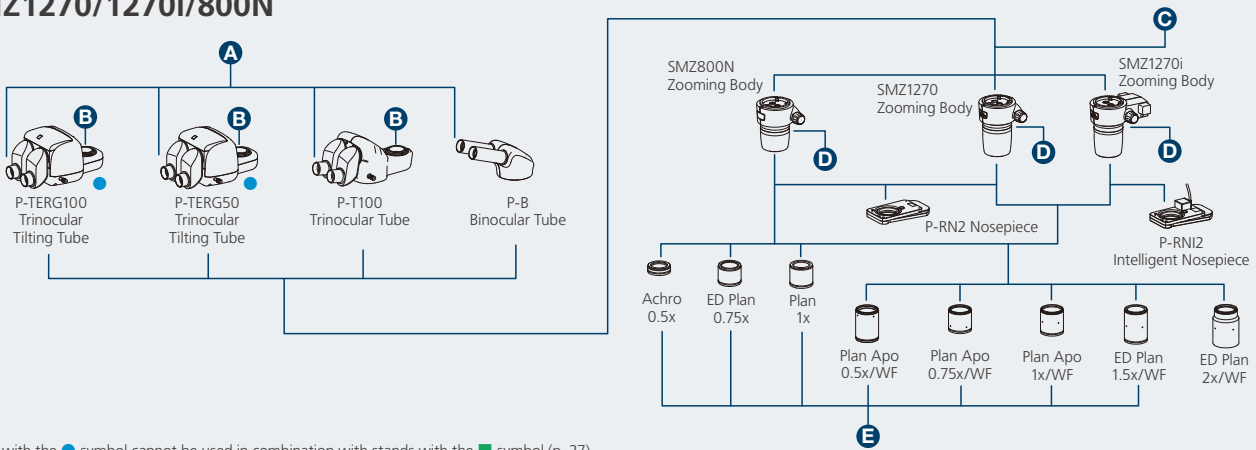 MZ1270/1270i/800N
A
C
B
B
B
P-TERG100
Trinocular
Tilting Tube
P-TERG50
Trinocular
Tilting Tube
P-T100
Trinocular Tube
P-B
Binocular Tube
SMZ800N
Zooming Body
SMZ1270
Zooming Body
SMZ1270i
Zooming Body
D
D
D
P-RN2 Nosepiece
P-RNI2
Intelligent Nosepiece
Achro
0.5x
ED Plan
0.75x
Plan
1x
Plan Apo
0.5x/WF
Plan Apo
0.75x/WF
Plan Apo
1x/WF
ED Plan
1.5x/WF
ED Plan
2x/WF
E
with the ● symbol cannot be used in combination with stands with the ■ symbol (p. 27)